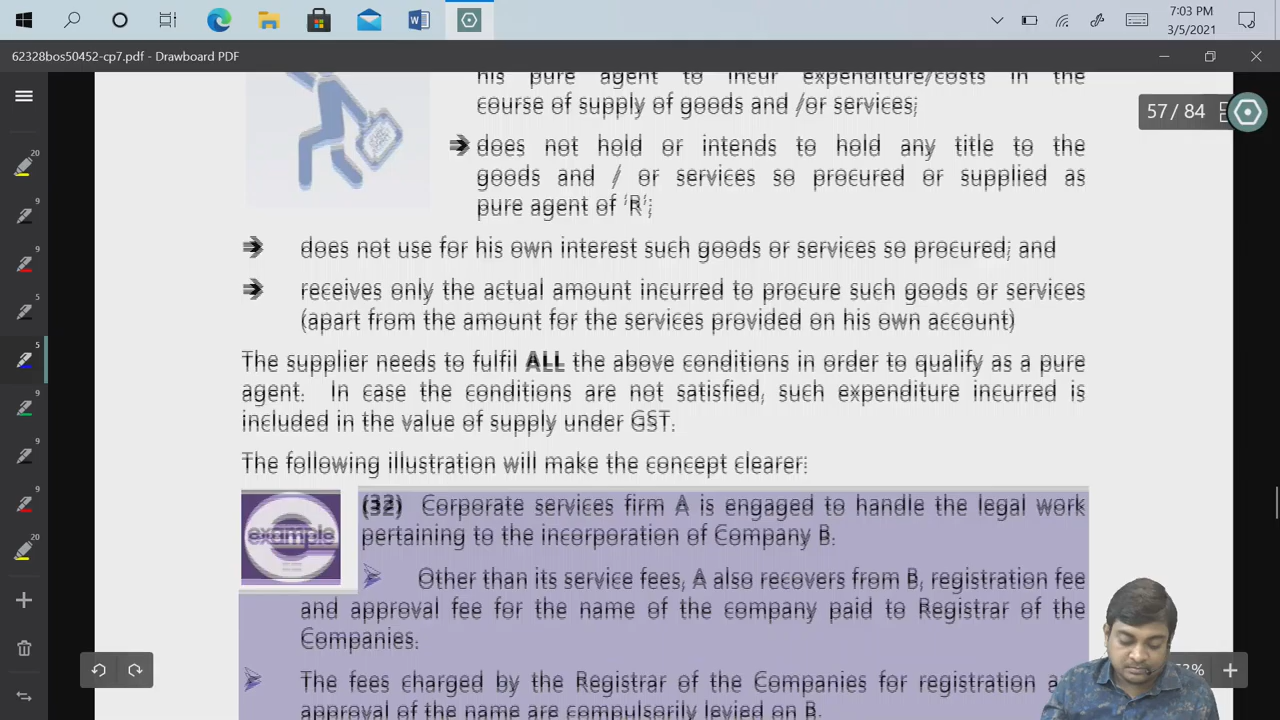 7:03 PM
3/5/2021
62328bos50452-cp7.pdf - Drawboard PDF
57 / 84
his pure agent to incur expenditure/costs in the
course of supply of goods and /or services;
➔ does not hold or intends to hold any title to the
goods and / or services so procured or supplied as
pure agent of 'R';
➔ does not use for his own interest such goods or services so procured; and
➔ receives only the actual amount incurred to procure such goods or services
(apart from the amount for the services provided on his own account)
The supplier needs to fulfil ALL the above conditions in order to qualify as a pure
agent. In case the conditions are not satisfied, such expenditure incurred is
included in the value of supply under GST.
The following illustration will make the concept clearer:
example
(32) Corporate services firm A is engaged to handle the legal work
pertaining to the incorporation of Company B.
➤ Other than its service fees, A also recovers from B, registration fee
and approval fee for the name of the company paid to Registrar of the
Companies.
➤ The fees charged by the Registrar of the Companies for registration
approval of the name are compulsorily levied on B.
20
9
9
5
5
9
9
9
20